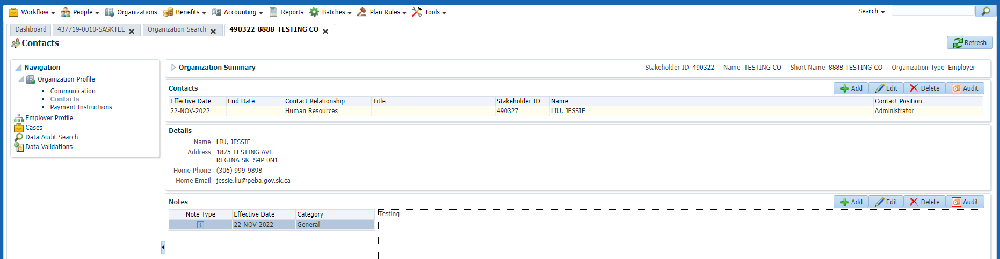 Workflow People Organizations Benefits Accounting Reports Batches Plan Rules Tools Search
Dashboard 437719-0010-SASKTEL Organization Search 490322-8888-TESTING CO
Contacts Refresh
Navigation
Organization Profile
Communication
Contacts
Payment Instructions
Employer Profile
Cases
Data Audit Search
Data Validations
Organization Summary Stakeholder ID 490322 Name TESTING CO Short Name 8888 TESTING CO Organization Type Employer
Contacts Add Edit Delete Audit
Effective Date End Date Contact Relationship Title Stakeholder ID Name Contact Position
22-NOV-2022 Human Resources 490327 LIU, JESSIE Administrator
Details
Name LIU, JESSIE
Address 1875 TESTING AVE
REGINA SK S4P 0N1
Home Phone (306) 999-9898
Home Email jessie.liu@peba.gov.sk.ca
Notes Add Edit Delete Audit
Note Type Effective Date Category
22-NOV-2022 General
Testing